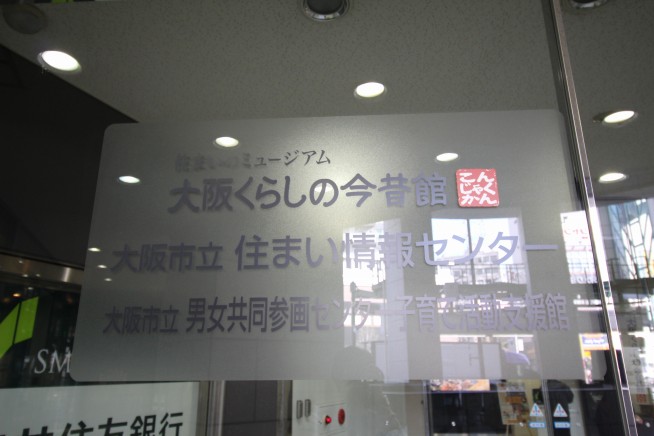 住まいのミュージアム
大阪くらしの今昔館
こんじゃくかん
大阪市立 住まい情報センター
大阪市立 男女共同参画センター子育て活動支援館
SM
住友銀行